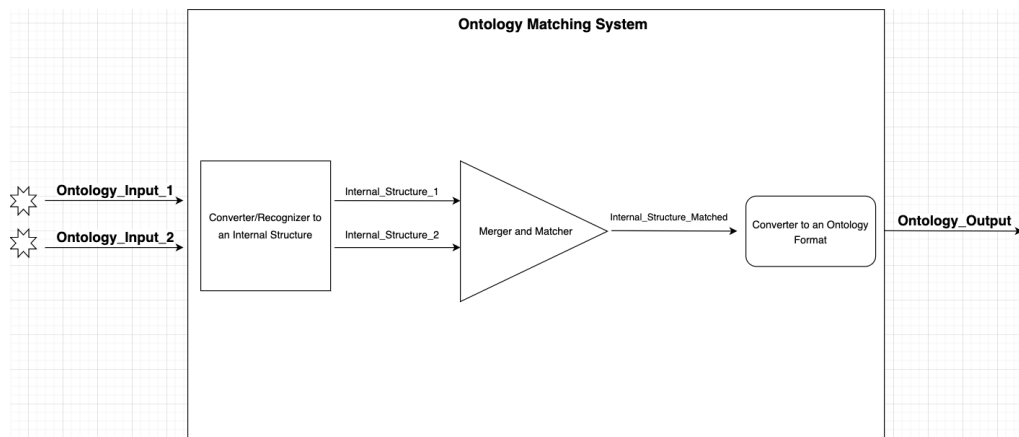 Ontology Matching System
Ontology_Input_1
Ontology_Input_2
Converter/Recognizer to
an Internal Structure
Internal_Structure_1
Internal_Structure_2
Merger and Matcher
Internal_Structure_Matched
Converter to an Ontology
Format
Ontology_Output